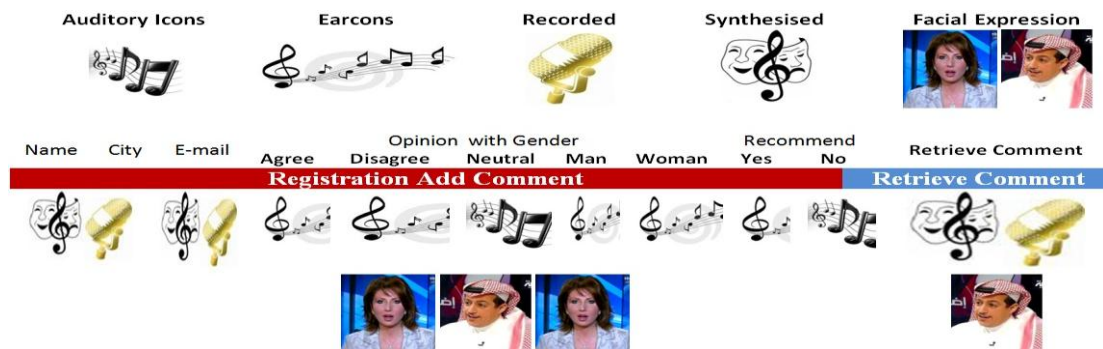 Auditory Icons Earcons Recorded Synthesised Facial Expression
Opinion with Gender Recommend
Name City E-mail Agree Disagree Neutral Man Woman Yes No Retrieve Comment
Registration Add Comment Retrieve Comment